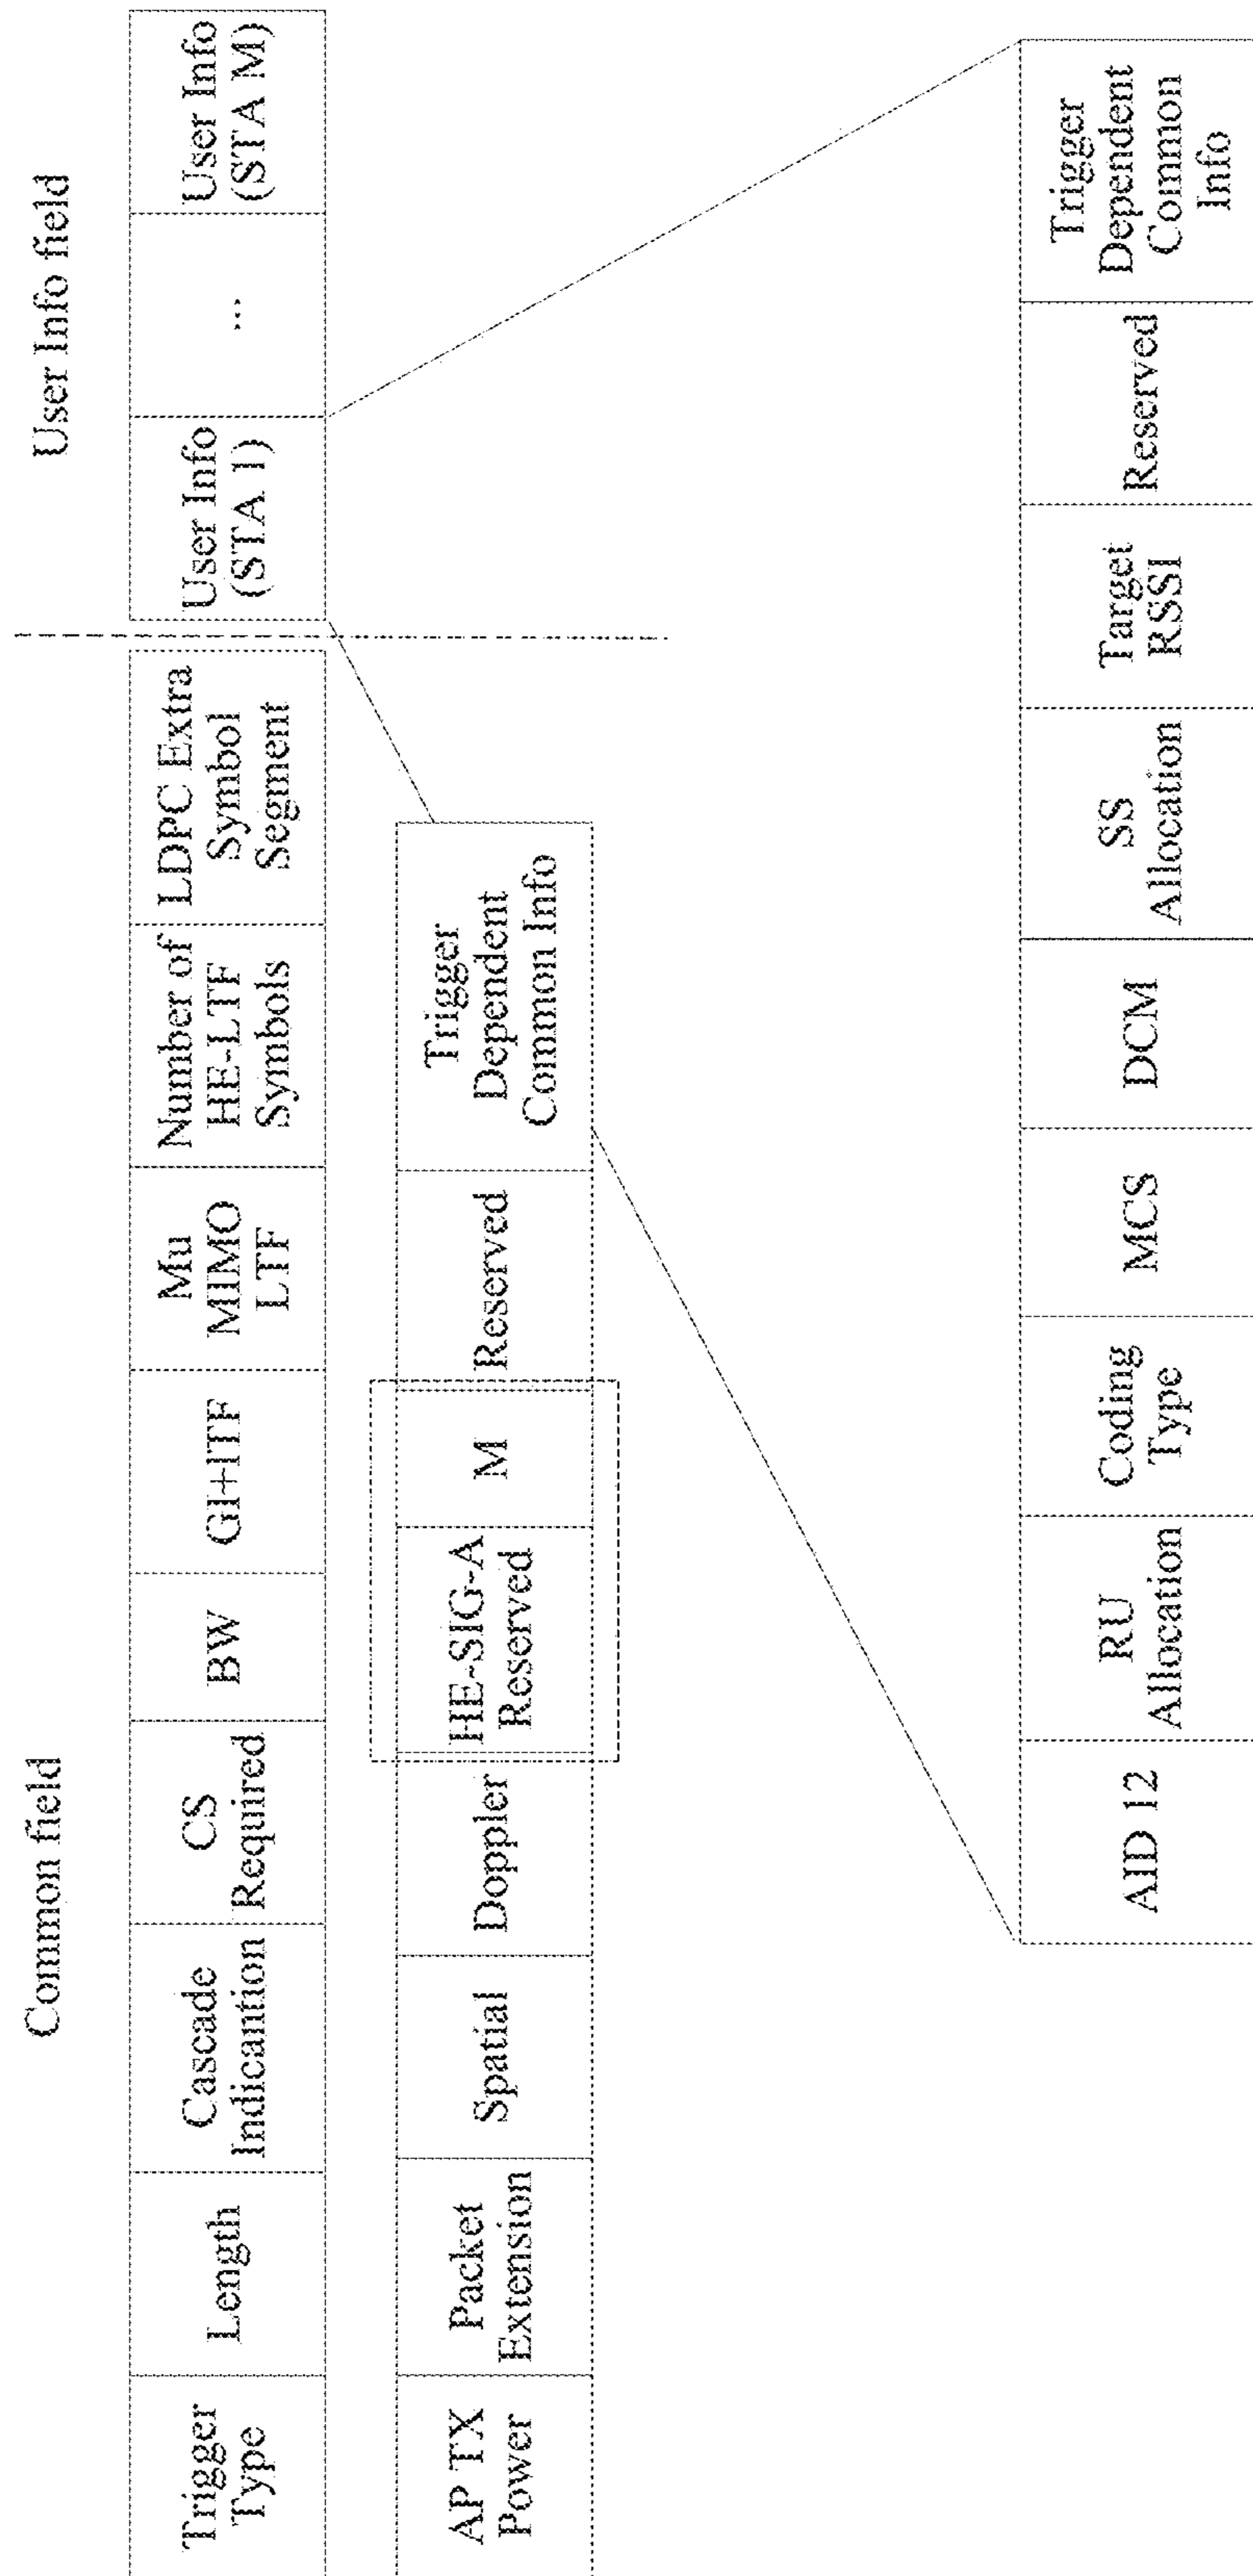 Common field
User Info field
Trigger
Type
Length
Cascade
Indicantion
CS
Required
BW
GI+ITF
Mu
MIMO
LTF
Number of
HE-LTF
Symbols
LDPC Extra
Symbol
Segment
User Info
(STA 1)
...
User Info
(STA M)
AP TX
Power
Packet
Extension
Spatial
Doppler
HE-SIG-A
Reserved
M
Reserved
Trigger
Dependent
Common Info
AID 12
RU
Allocation
Coding
Type
MCS
DCM
SS
Allocation
Target
RSSI
Reserved
Trigger
Dependent
Common
Info